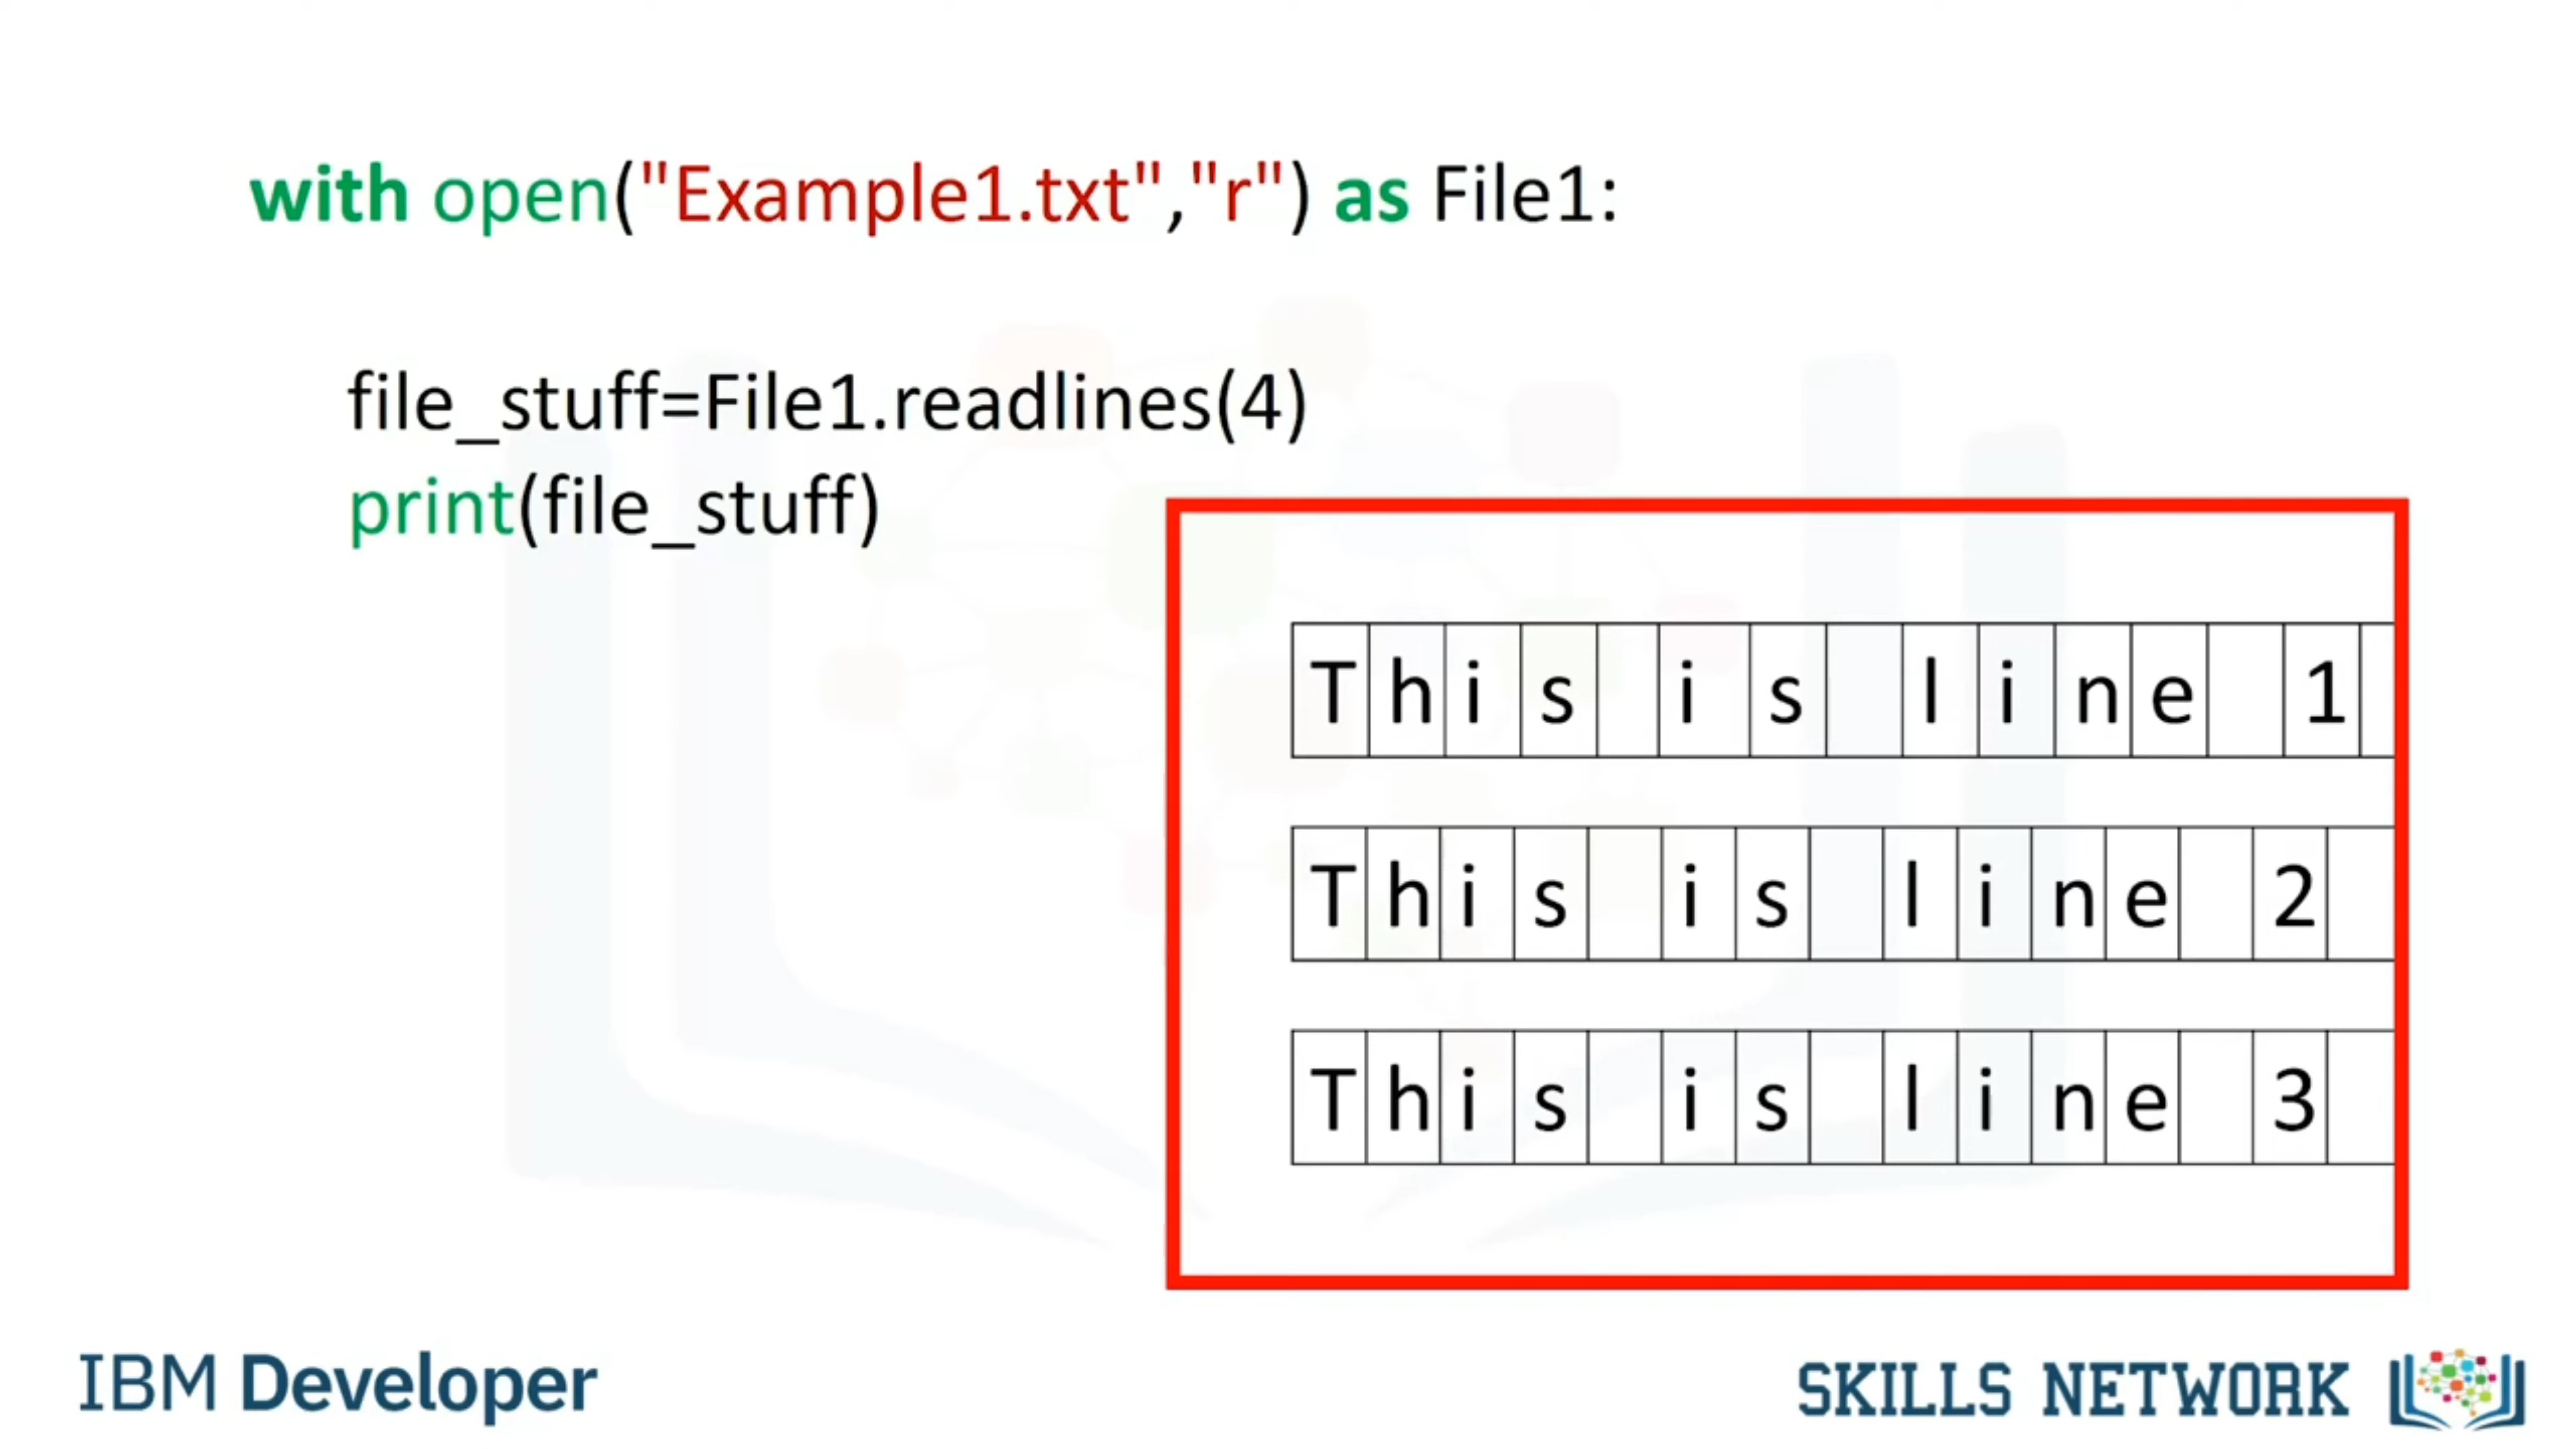 with open("Example1.txt","r") as File1:
file_stuff=File1.readlines(4)
print(file_stuff)
This is line 1
This is line 2
This is line 3
IBM Developer
SKILLS NETWORK